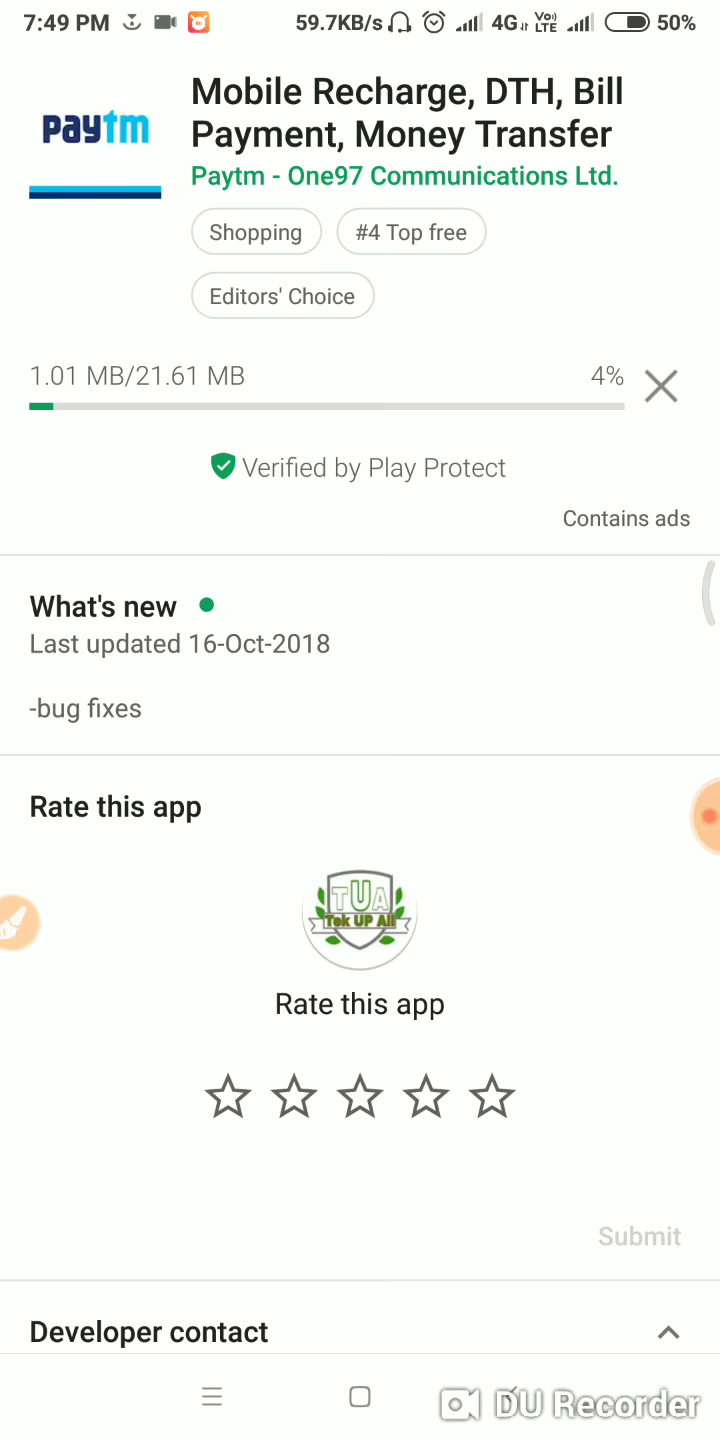 7:49 PM 59.7KB/s 4G VoLTE 50%
paytm
Mobile Recharge, DTH, Bill
Payment, Money Transfer
Paytm - One97 Communications Ltd.
Shopping
#4 Top free
Editors' Choice
1.01 MB/21.61 MB 4%
Verified by Play Protect
Contains ads
What's new
Last updated 16-Oct-2018
-bug fixes
Rate this app
TUA
Tek UP All
Rate this app
Submit
Developer contact
DU Recorder